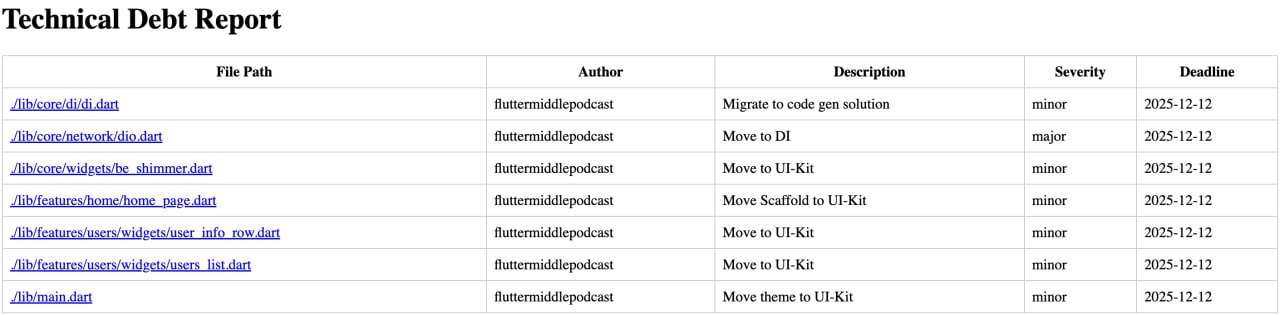 Technical Debt Report
File Path Author Description Severity Deadline
./lib/core/di/di.dart fluttermiddlepodcast Migrate to code gen solution minor 2025-12-12
./lib/core/network/dio.dart fluttermiddlepodcast Move to DI major 2025-12-12
./lib/core/widgets/be_shimmer.dart fluttermiddlepodcast Move to UI-Kit minor 2025-12-12
./lib/features/home/home_page.dart fluttermiddlepodcast Move Scaffold to UI-Kit minor 2025-12-12
./lib/features/users/widgets/user_info_row.dart fluttermiddlepodcast Move to UI-Kit minor 2025-12-12
./lib/features/users/widgets/users_list.dart fluttermiddlepodcast Move to UI-Kit minor 2025-12-12
./lib/main.dart fluttermiddlepodcast Move theme to UI-Kit minor 2025-12-12